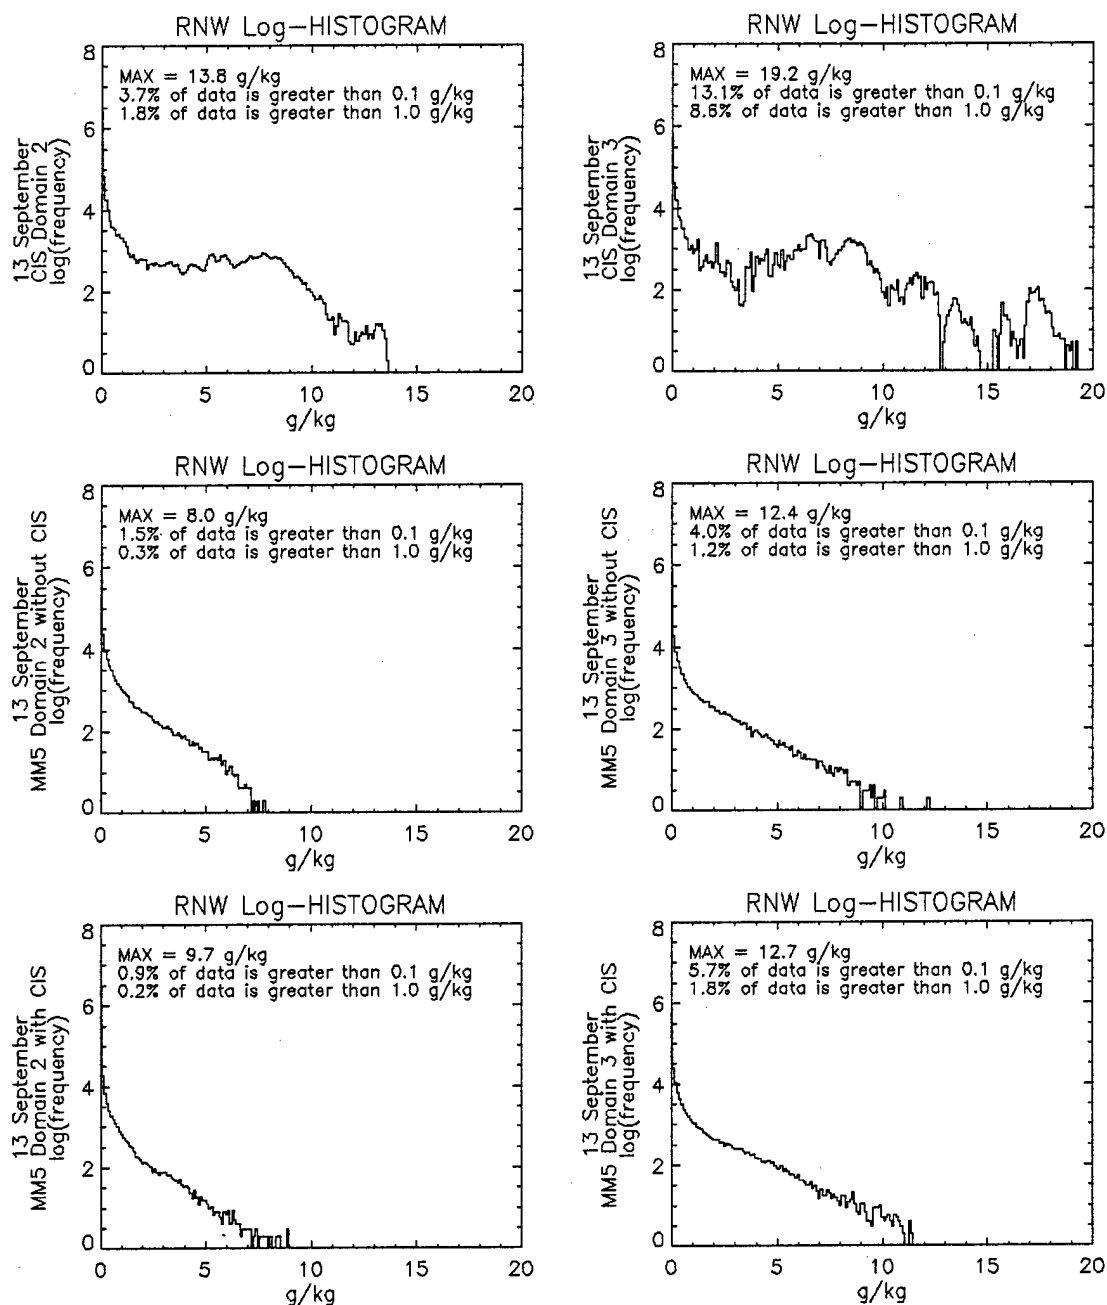 RNW Log-HISTOGRAM
13 September
CIS Domain 2
log(frequency)
MAX = 13.8 g/kg
3.7% of data is greater than 0.1 g/kg
1.8% of data is greater than 1.0 g/kg
8
6
4
2
0
0 5 10 15 20
g/kg
RNW Log-HISTOGRAM
13 September
CIS Domain 3
log(frequency)
MAX = 19.2 g/kg
13.1% of data is greater than 0.1 g/kg
8.6% of data is greater than 1.0 g/kg
8
6
4
2
0
0 5 10 15 20
g/kg
RNW Log-HISTOGRAM
13 September
MM5 Domain 2 without CIS
log(frequency)
MAX = 8.0 g/kg
1.5% of data is greater than 0.1 g/kg
0.3% of data is greater than 1.0 g/kg
8
6
4
2
0
0 5 10 15 20
g/kg
RNW Log-HISTOGRAM
13 September
MM5 Domain 3 without CIS
log(frequency)
MAX = 12.4 g/kg
4.0% of data is greater than 0.1 g/kg
1.2% of data is greater than 1.0 g/kg
8
6
4
2
0
0 5 10 15 20
g/kg
RNW Log-HISTOGRAM
13 September
MM5 Domain 2 with CIS
log(frequency)
MAX = 9.7 g/kg
0.9% of data is greater than 0.1 g/kg
0.2% of data is greater than 1.0 g/kg
8
6
4
2
0
0 5 10 15 20
g/kg
RNW Log-HISTOGRAM
13 September
MM5 Domain 3 with CIS
log(frequency)
MAX = 12.7 g/kg
5.7% of data is greater than 0.1 g/kg
1.8% of data is greater than 1.0 g/kg
8
6
4
2
0
0 5 10 15 20
g/kg